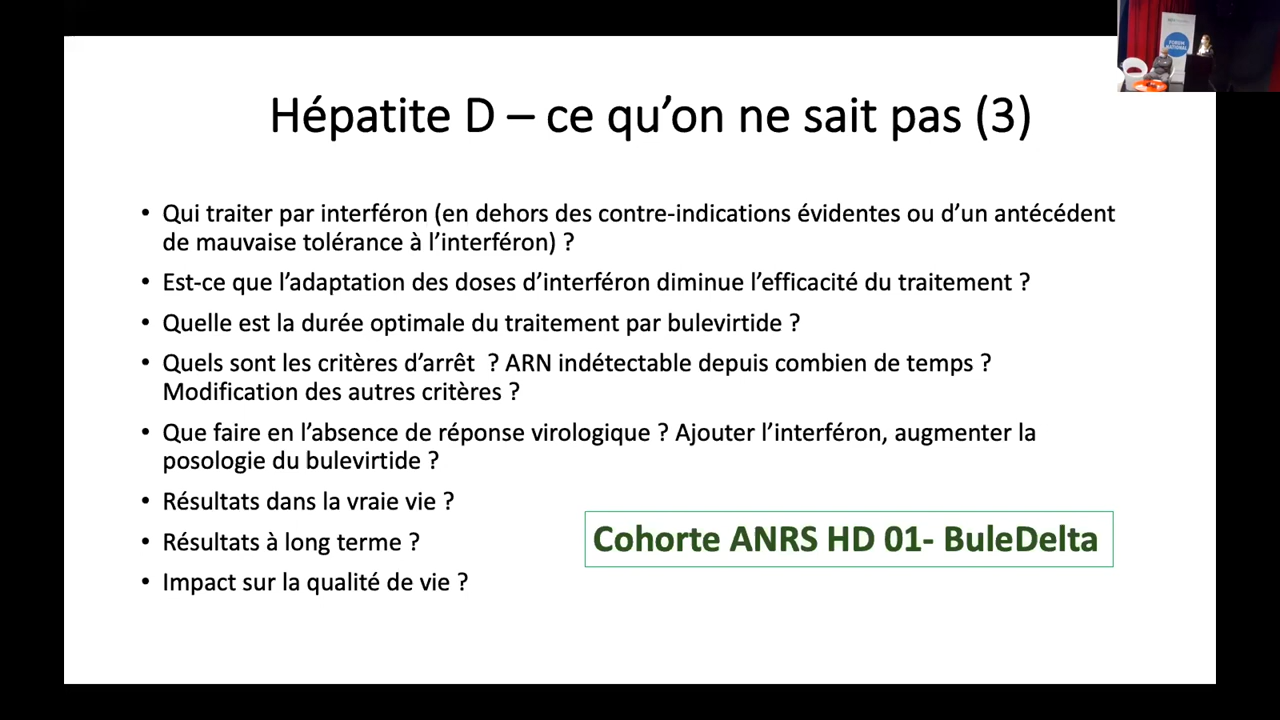 FORUM
NATIONAL
Hépatite D – ce qu’on ne sait pas (3)
• Qui traiter par interféron (en dehors des contre-indications évidentes ou d’un antécédent
de mauvaise tolérance à l’interféron) ?
• Est-ce que l’adaptation des doses d’interféron diminue l’efficacité du traitement ?
• Quelle est la durée optimale du traitement par bulevirtide ?
• Quels sont les critères d’arrêt  ? ARN indétectable depuis combien de temps ?
Modification des autres critères ?
• Que faire en l’absence de réponse virologique ? Ajouter l’interféron, augmenter la
posologie du bulevirtide ?
• Résultats dans la vraie vie ?
• Résultats à long terme ?
• Impact sur la qualité de vie ?
Cohorte ANRS HD 01- BuleDelta